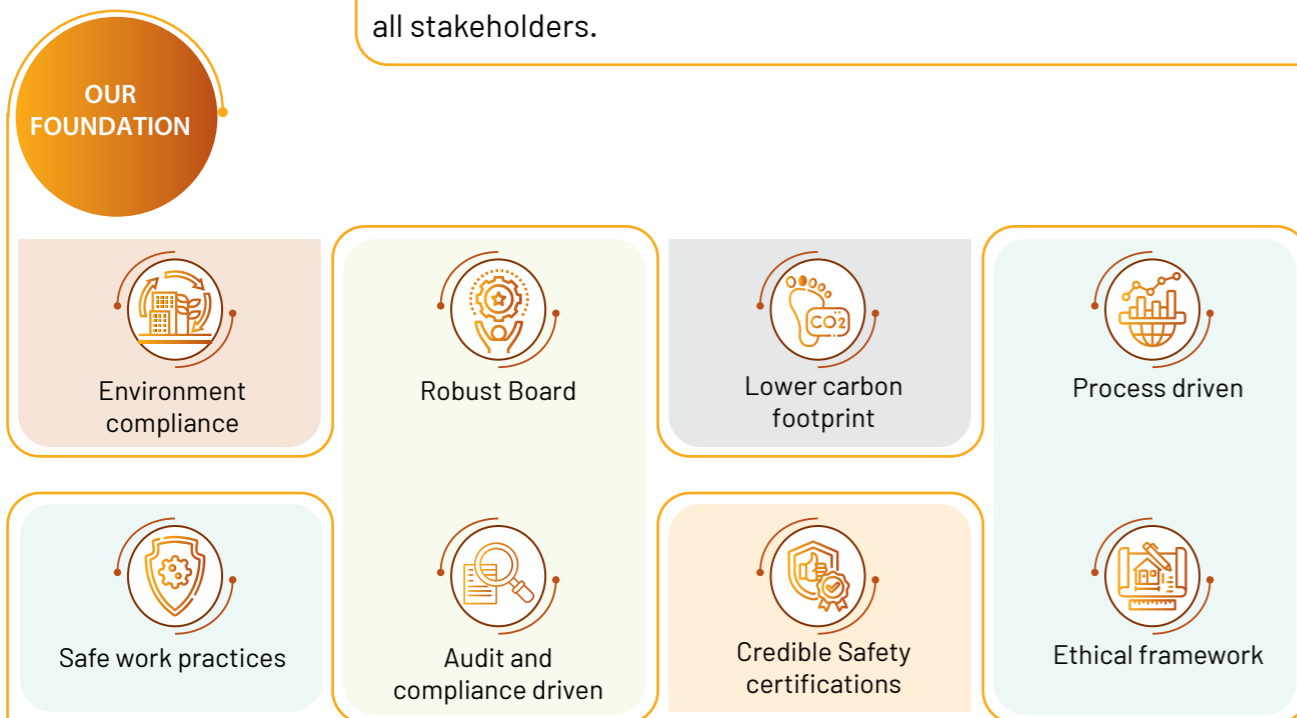 all stakeholders.
OUR
FOUNDATION
Environment
compliance
Robust Board
CO2
Lower carbon
footprint
Process driven
Safe work practices
Audit and
compliance driven
Credible Safety
certifications
Ethical framework